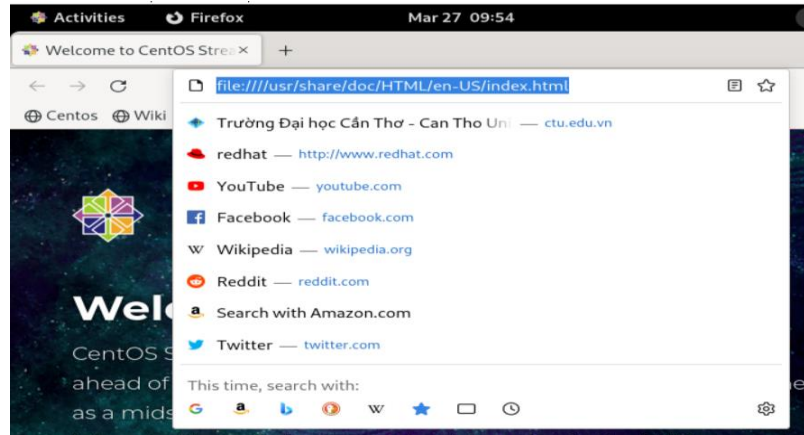 Activities Firefox Mar 27 09:54
Welcome to CentOS Strea
Centos Wiki
file:////usr/share/doc/HTML/en-US/index.html
Trường Đại học Cần Thơ - Can Tho Uni — ctu.edu.vn
redhat — http://www.redhat.com
YouTube — youtube.com
Facebook — facebook.com
Wikipedia — wikipedia.org
Reddit — reddit.com
Search with Amazon.com
Twitter — twitter.com
This time, search with:
Wel
CentOS S
ahead of
as a mids